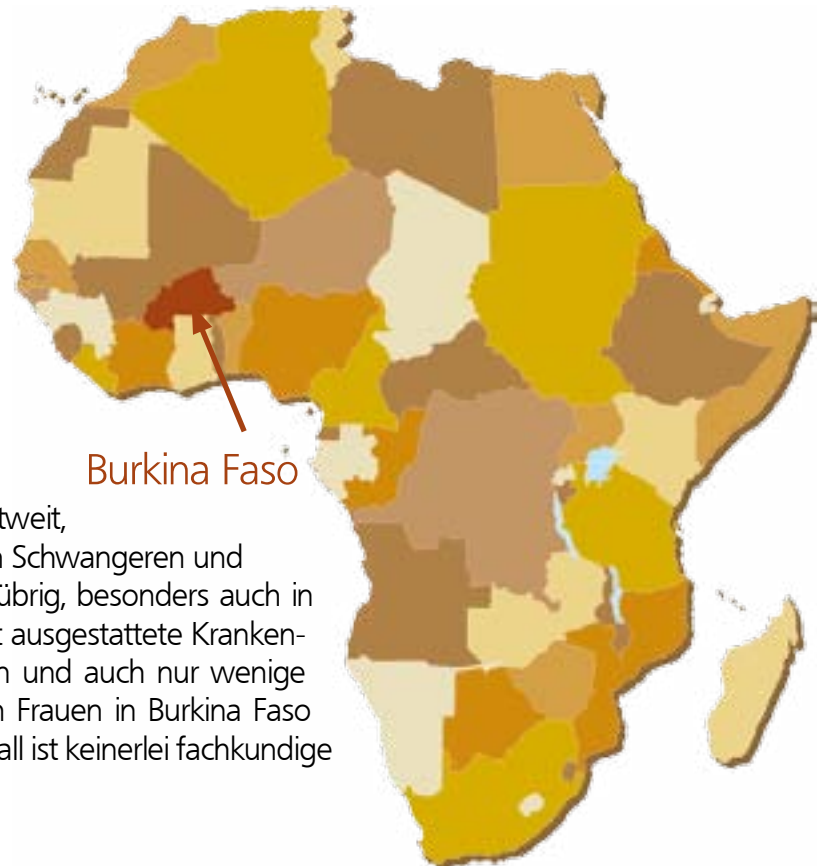 Burkina Faso
tweit,
Schwangeren und
übrig, besonders auch in
ausgestattete Kranken-
und auch nur wenige
Frauen in Burkina Faso
all ist keinerlei fachkundige